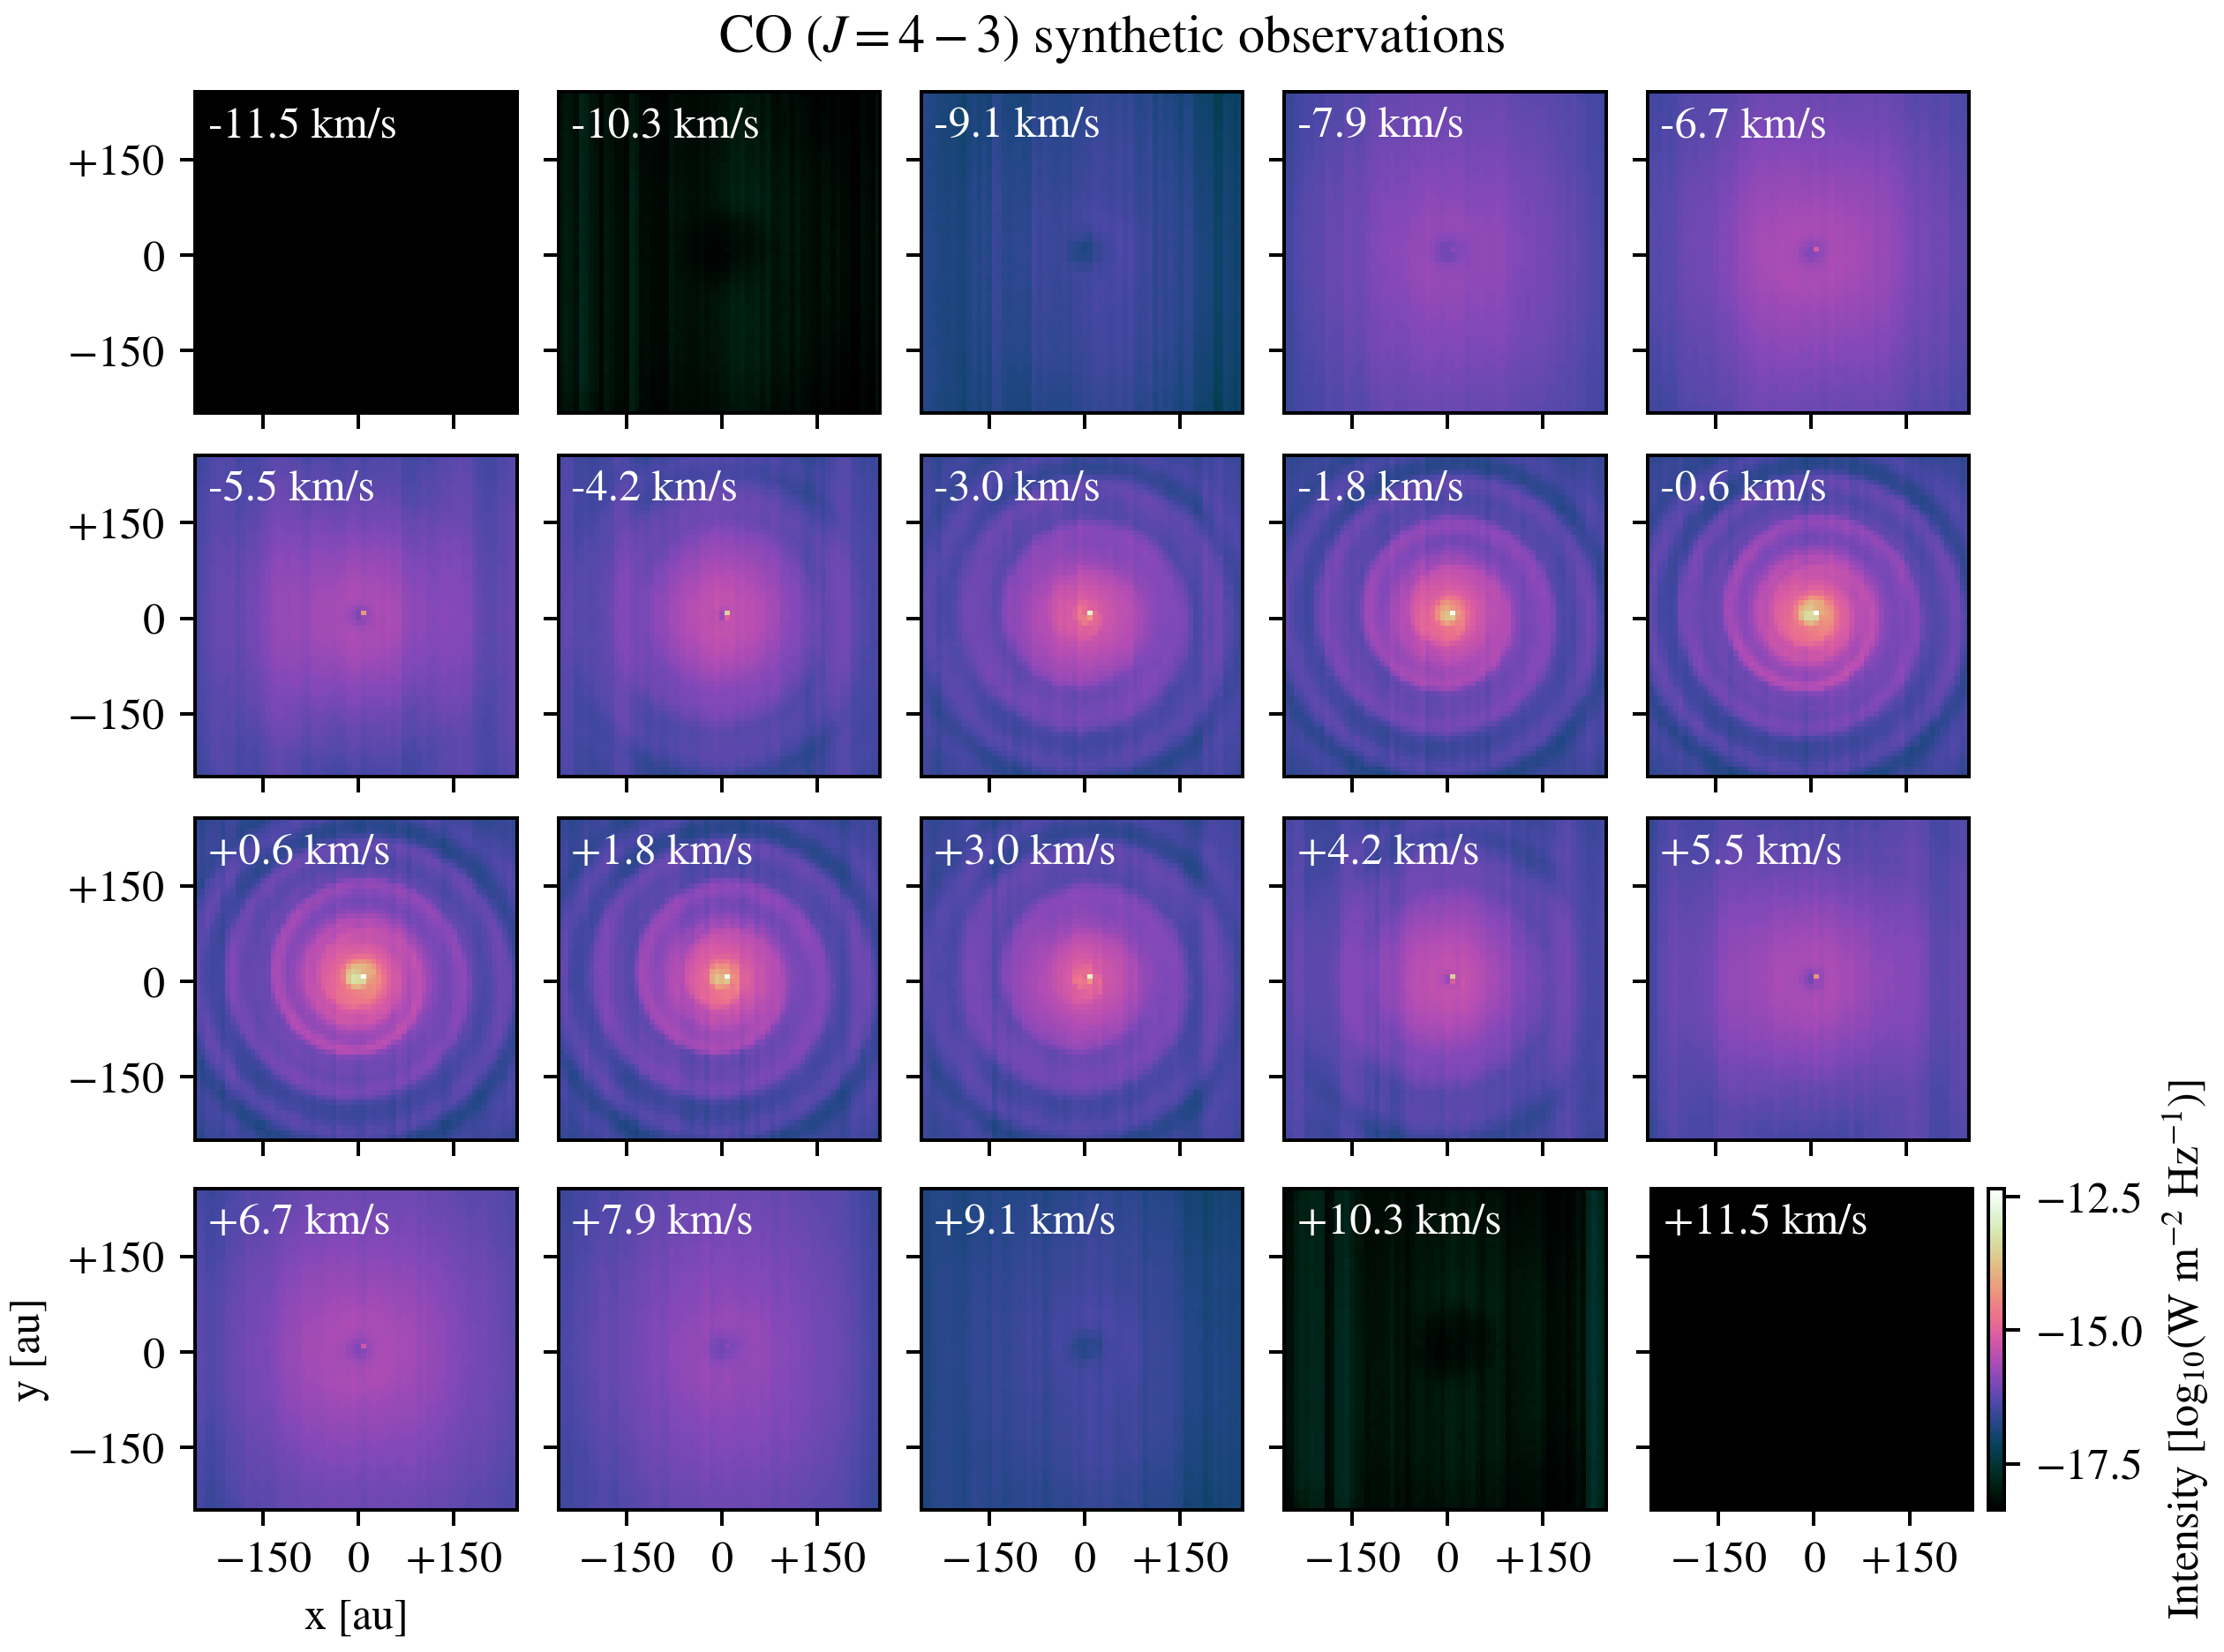 CO (J = 4 − 3) synthetic observations
-11.5 km/s
-10.3 km/s
-9.1 km/s
-7.9 km/s
-6.7 km/s
+150
0
−150
-5.5 km/s
-4.2 km/s
-3.0 km/s
-1.8 km/s
-0.6 km/s
+150
0
−150
+0.6 km/s
+1.8 km/s
+3.0 km/s
+4.2 km/s
+5.5 km/s
+150
0
−150
+6.7 km/s
+7.9 km/s
+9.1 km/s
+10.3 km/s
+11.5 km/s
+150
0
−150
y [au]
−150 0 +150
−150 0 +150
−150 0 +150
−150 0 +150
−150 0 +150
x [au]
−12.5
−15.0
−17.5
Intensity [log₁₀(W m⁻² Hz⁻¹)]